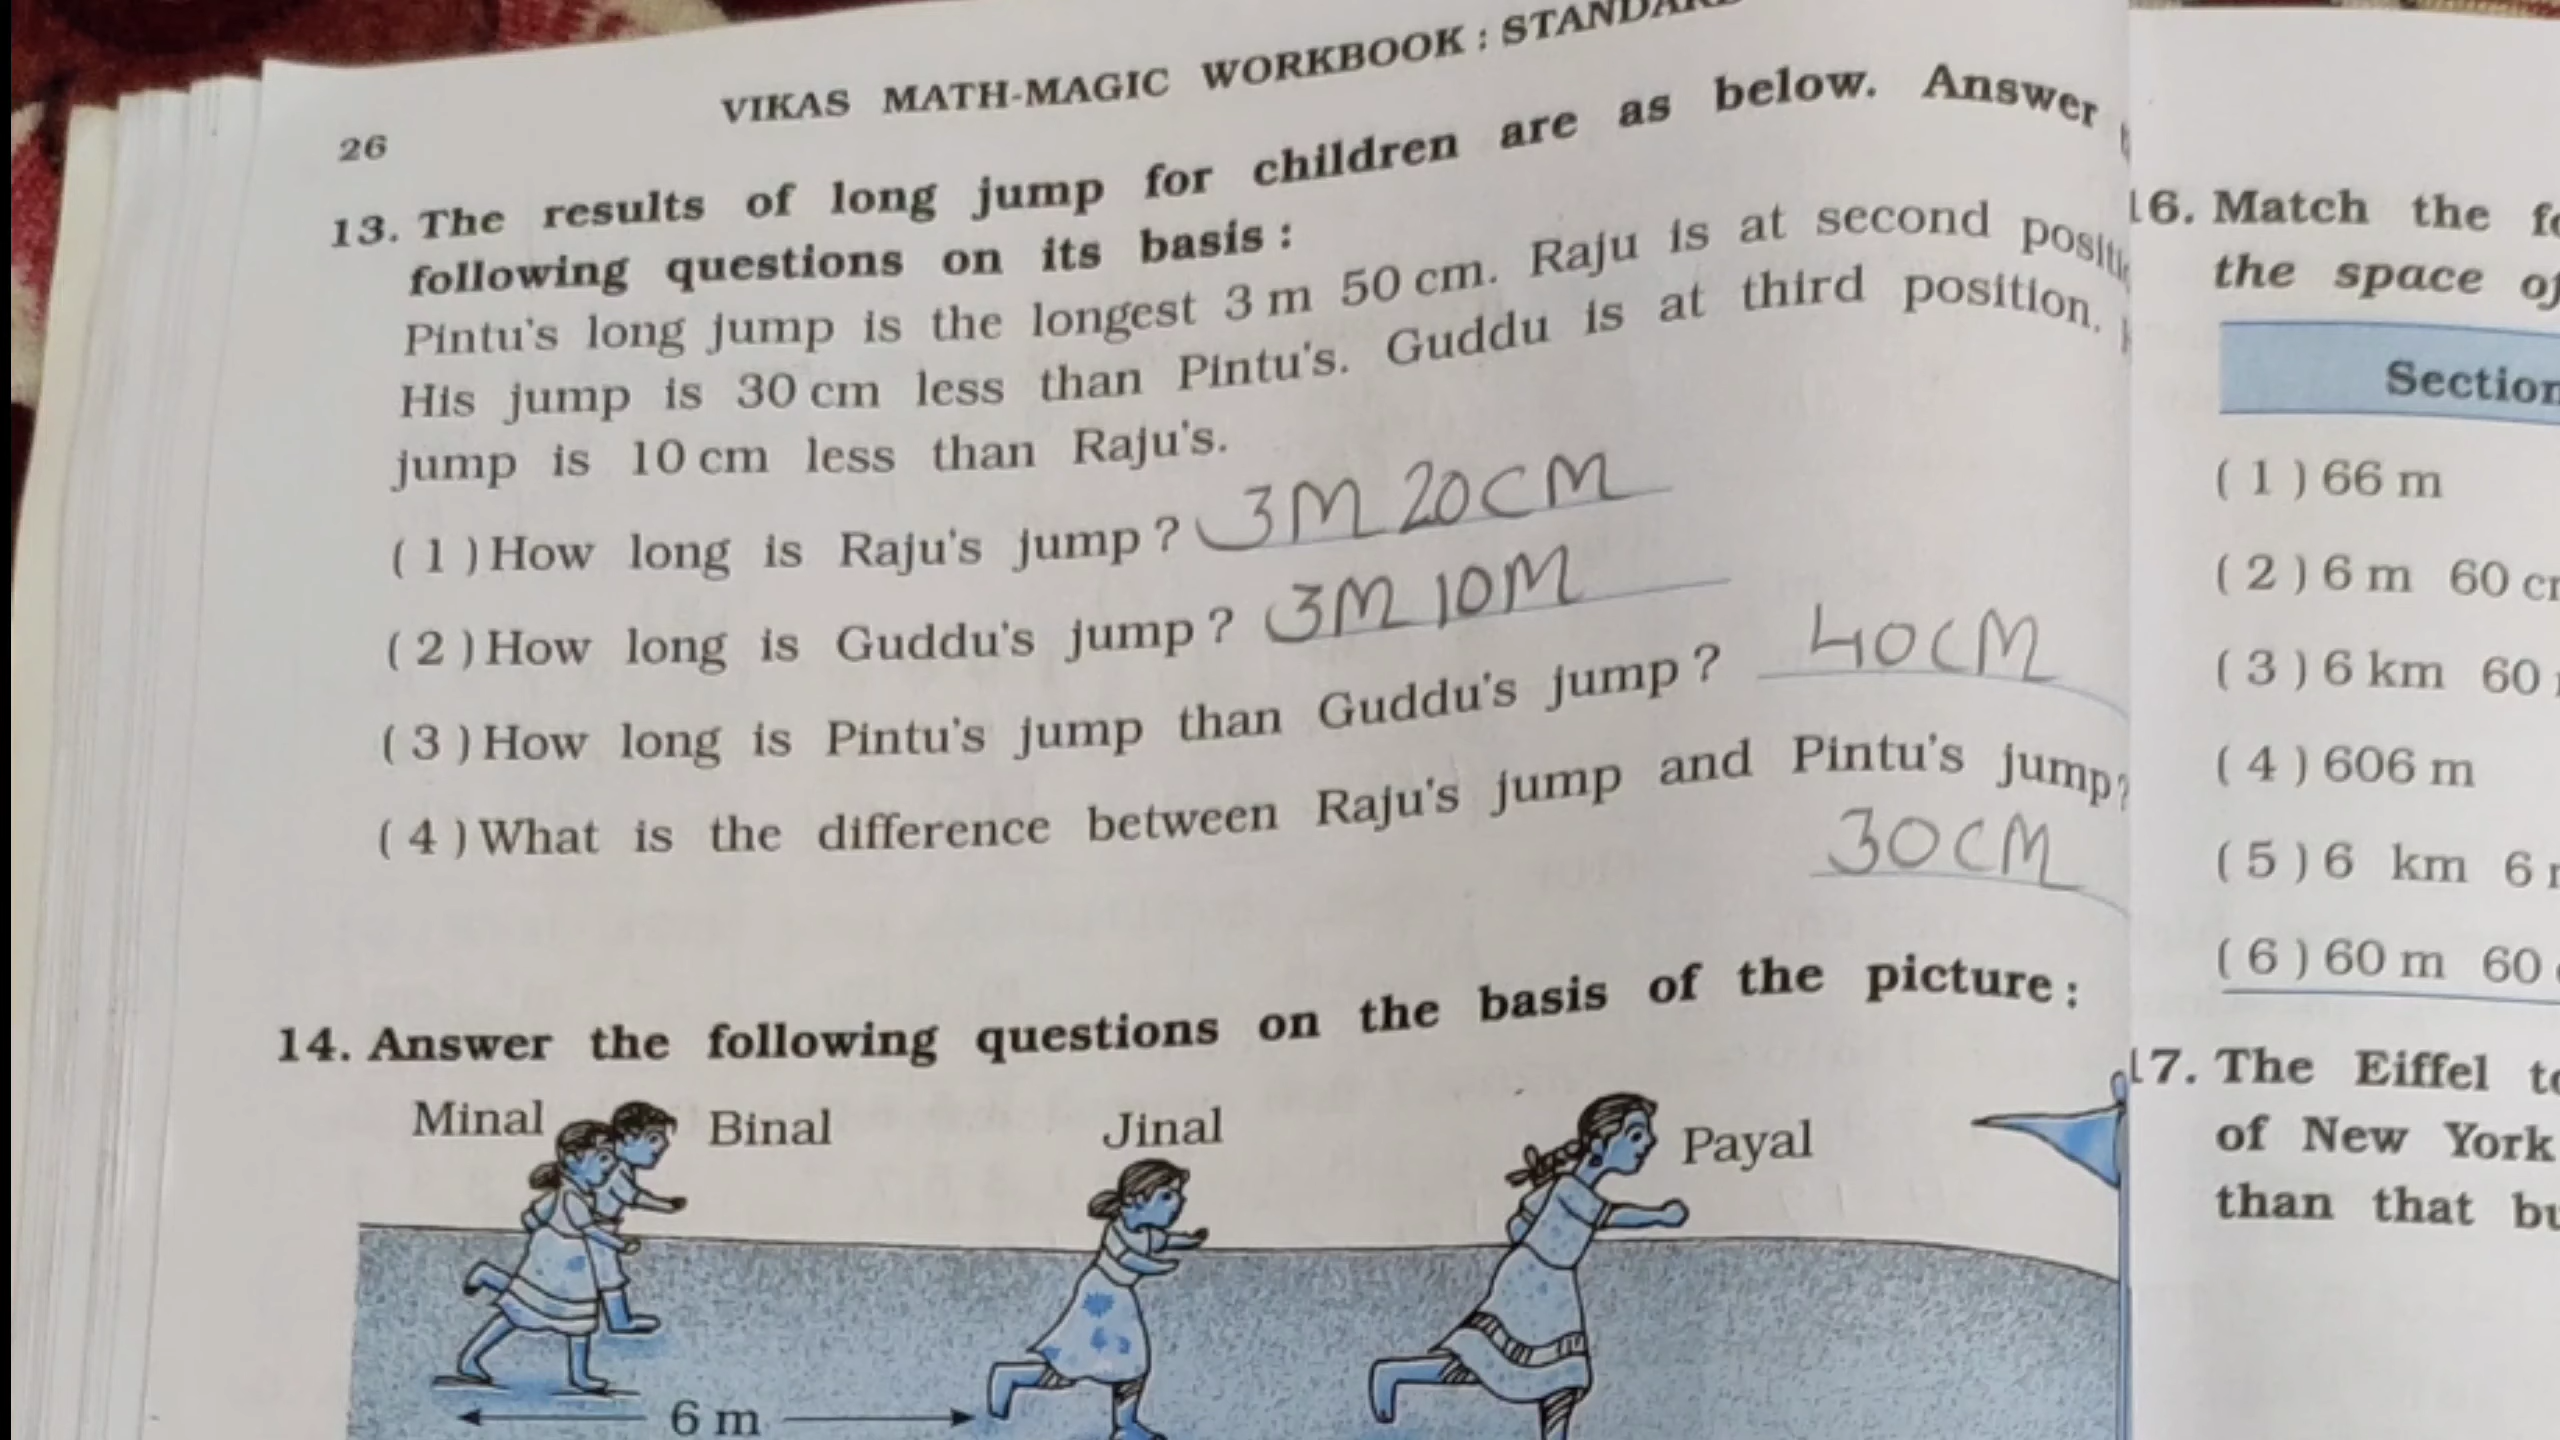 VIKAS MATH-MAGIC WORKBOOK : STANDARD
26
13. The results of long jump for children are as below. Answer
following questions on its basis :
Pintu's long jump is the longest 3 m 50 cm. Raju is at second
His jump is 30 cm less than Pintu's. Guddu is at third position.
jump is 10 cm less than Raju's.
( 1 ) How long is Raju's jump ? 3M 20CM
( 2 ) How long is Guddu's jump ? 3M 10M
( 3 ) How long is Pintu's jump than Guddu's jump ? 40CM
( 4 ) What is the difference between Raju's jump and Pintu's jump?
30CM
14. Answer the following questions on the basis of the picture :
Minal Binal Jinal Payal
6 m
16. Match the
the space of
Section
( 1 ) 66 m
( 2 ) 6 m 60
( 3 ) 6 km 60
( 4 ) 606 m
( 5 ) 6 km 6
( 6 ) 60 m 60
17. The Eiffel
of New York
than that